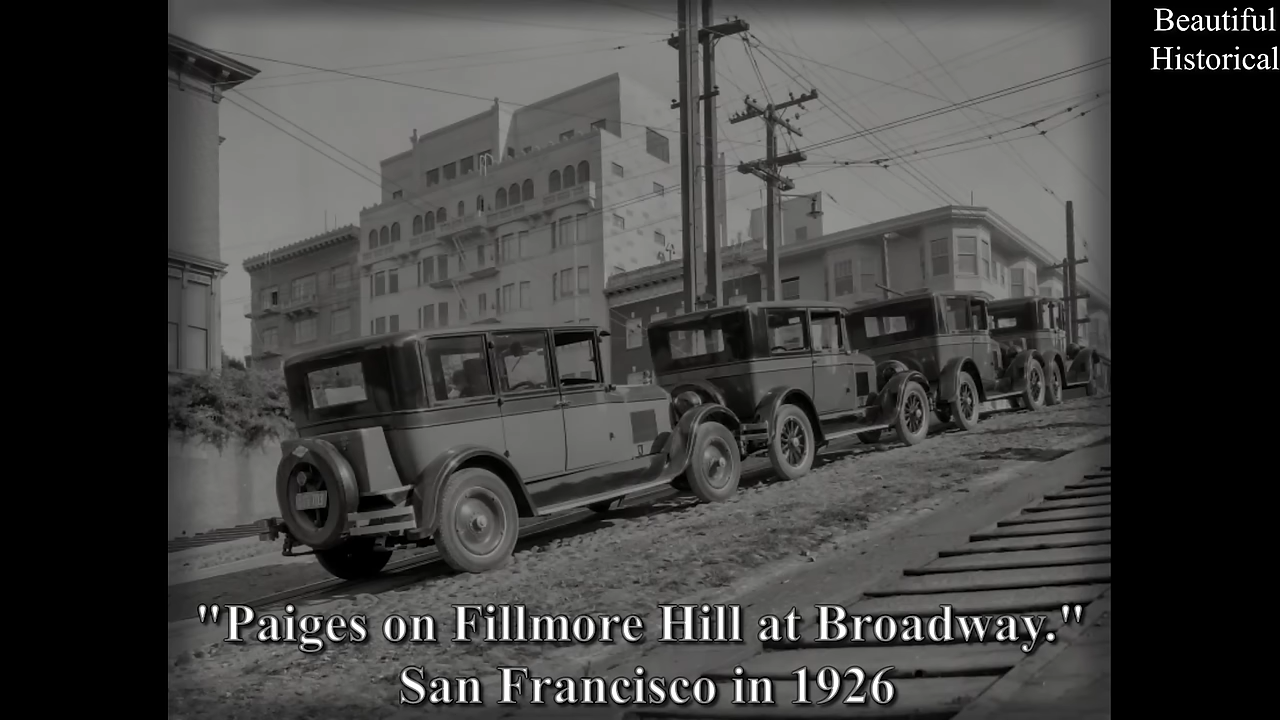 Beautiful
Historical
"Paiges on Fillmore Hill at Broadway."
San Francisco in 1926